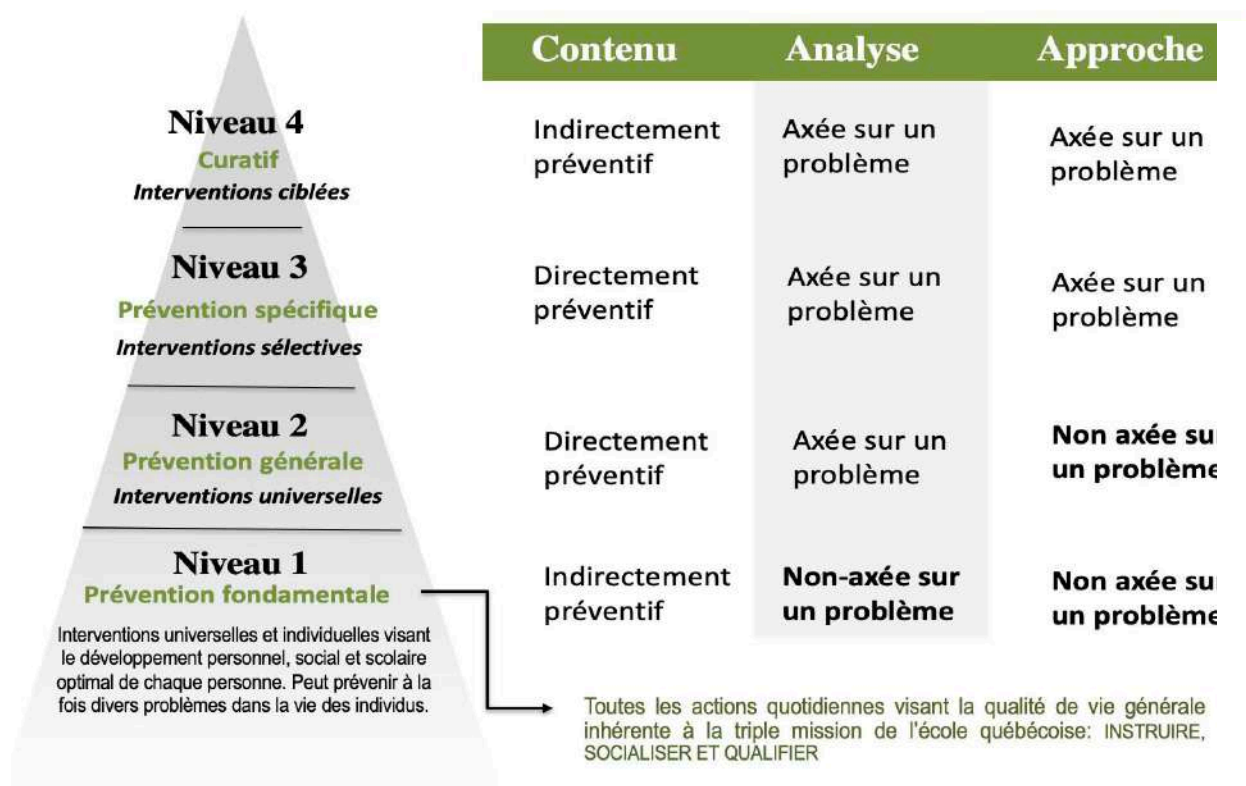 Contenu Analyse Approche
Niveau 4
Curatif
Interventions ciblées
Indirectement
préventif
Axée sur un
problème
Axée sur un
problème
Niveau 3
Prévention spécifique
Interventions sélectives
Directement
préventif
Axée sur un
problème
Axée sur un
problème
Niveau 2
Prévention générale
Interventions universelles
Directement
préventif
Axée sur un
problème
Non axée su
un problème
Niveau 1
Prévention fondamentale
Interventions universelles et individuelles visant
le développement personnel, social et scolaire
optimal de chaque personne. Peut prévenir à la
fois divers problèmes dans la vie des individus.
Indirectement
préventif
Non-axée sur
un problème
Non axée su
un problème
Toutes les actions quotidiennes visant la qualité de vie générale
inhérente à la triple mission de l'école québécoise: INSTRUIRE,
SOCIALISER ET QUALIFIER